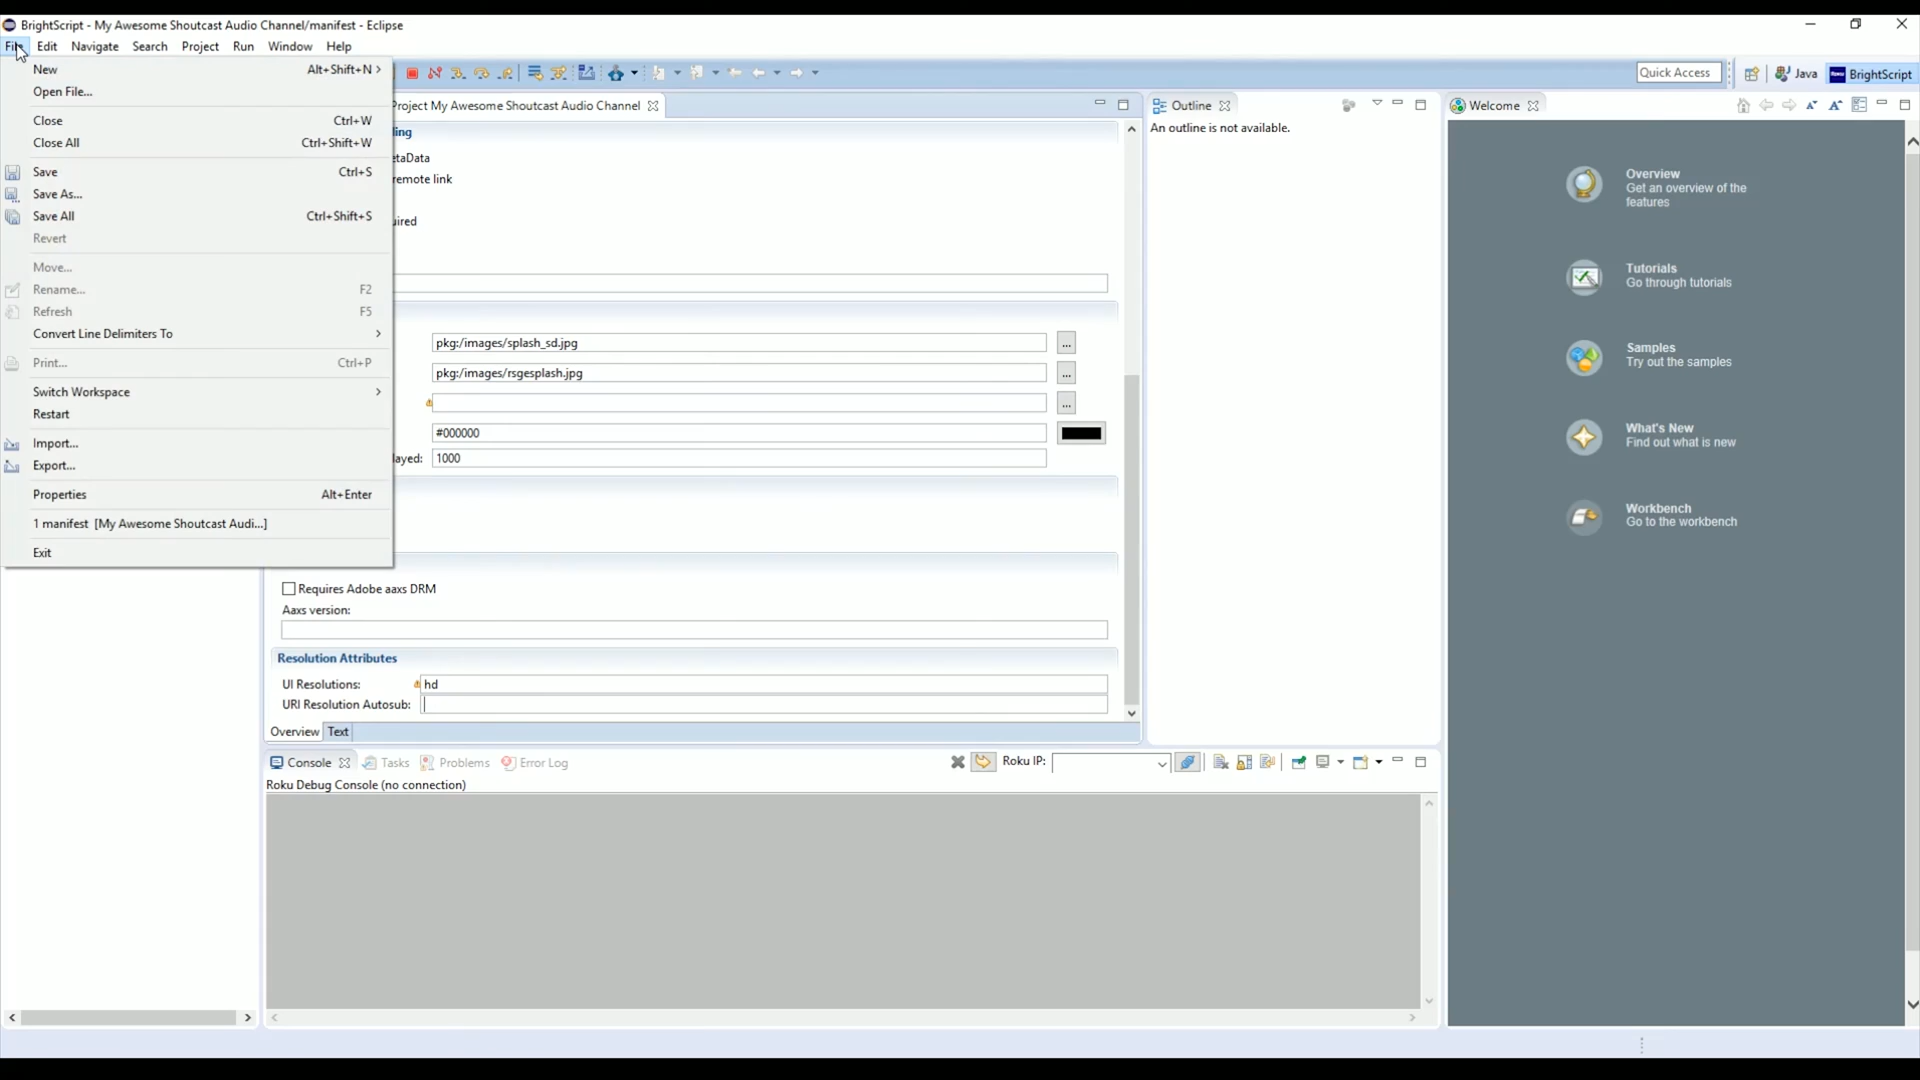 BrightScript - My Awesome Shoutcast Audio Channel/manifest - Eclipse
File Edit Navigate Search Project Run Window Help
New Alt+Shift+N
Open File...
Close Ctrl+W
Close All Ctrl+Shift+W
Save Ctrl+S
Save As...
Save All Ctrl+Shift+S
Revert
Move...
Rename... F2
Refresh F5
Convert Line Delimiters To
Print... Ctrl+P
Switch Workspace
Restart
Import...
Export...
Properties Alt+Enter
1 manifest [My Awesome Shoutcast Audi...]
Exit
Quick Access
Java
BrightScript
Project My Awesome Shoutcast Audio Channel
ling
etaData
remote link
uired
pkg:/images/splash_sd.jpg
...
pkg:/images/rsgesplash.jpg
...
...
#000000
layed: 1000
Requires Adobe aaxs DRM
Aaxs version:
Resolution Attributes
UI Resolutions: hd
URI Resolution Autosub:
Overview Text
Outline
An outline is not available.
Welcome
Overview
Get an overview of the
features
Tutorials
Go through tutorials
Samples
Try out the samples
What's New
Find out what is new
Workbench
Go to the workbench
Console Tasks Problems Error Log
Roku IP:
Roku Debug Console (no connection)